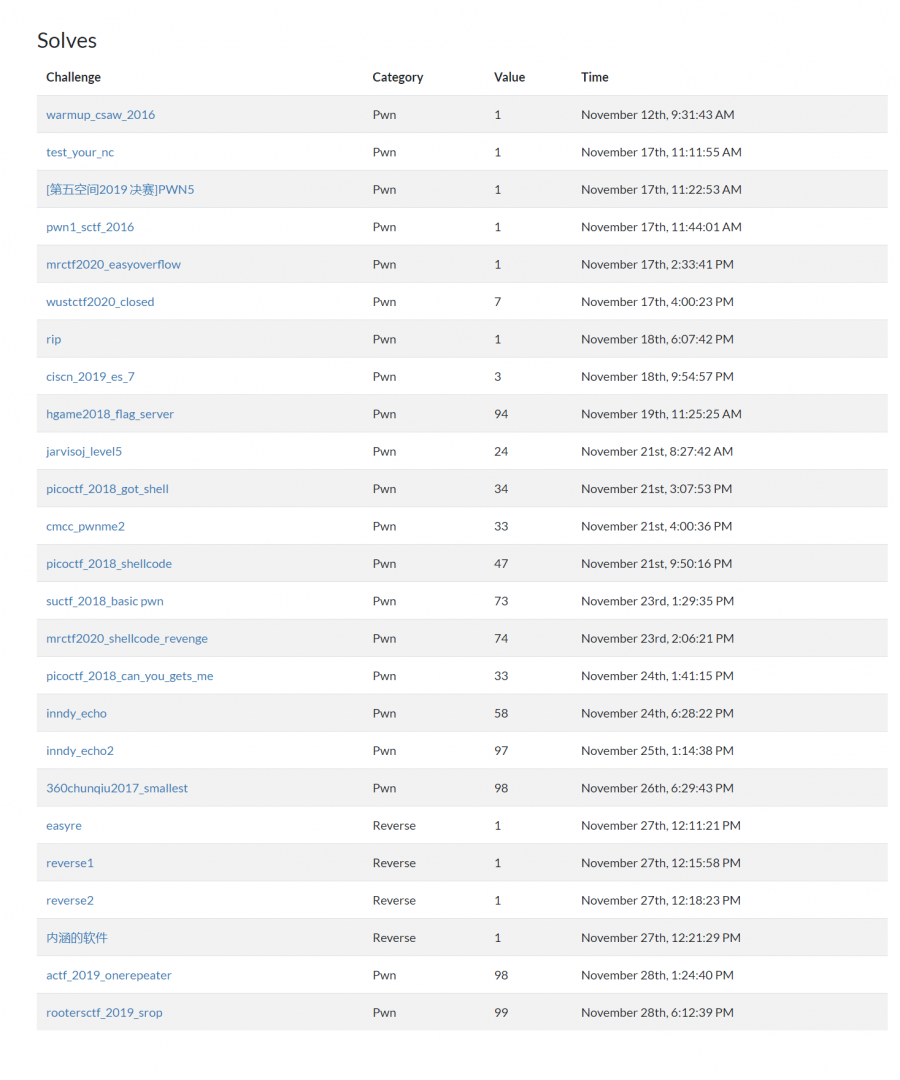 Solves
Challenge Category Value Time
warmup_csaw_2016 Pwn 1 November 12th, 9:31:43 AM
test_your_nc Pwn 1 November 17th, 11:11:55 AM
[第五空间2019 决赛]PWN5 Pwn 1 November 17th, 11:22:53 AM
pwn1_sctf_2016 Pwn 1 November 17th, 11:44:01 AM
mrctf2020_easyoverflow Pwn 1 November 17th, 2:33:41 PM
wustctf2020_closed Pwn 7 November 17th, 4:00:23 PM
rip Pwn 1 November 18th, 6:07:42 PM
ciscn_2019_es_7 Pwn 3 November 18th, 9:54:57 PM
hgame2018_flag_server Pwn 94 November 19th, 11:25:25 AM
jarvisoj_level5 Pwn 24 November 21st, 8:27:42 AM
picoctf_2018_got_shell Pwn 34 November 21st, 3:07:53 PM
cmcc_pwnme2 Pwn 33 November 21st, 4:00:36 PM
picoctf_2018_shellcode Pwn 47 November 21st, 9:50:16 PM
suctf_2018_basic pwn Pwn 73 November 23rd, 1:29:35 PM
mrctf2020_shellcode_revenge Pwn 74 November 23rd, 2:06:21 PM
picoctf_2018_can_you_gets_me Pwn 33 November 24th, 1:41:15 PM
inndy_echo Pwn 58 November 24th, 6:28:22 PM
inndy_echo2 Pwn 97 November 25th, 1:14:38 PM
360chunqiu2017_smallest Pwn 98 November 26th, 6:29:43 PM
easyre Reverse 1 November 27th, 12:11:21 PM
reverse1 Reverse 1 November 27th, 12:15:58 PM
reverse2 Reverse 1 November 27th, 12:18:23 PM
内涵的软件 Reverse 1 November 27th, 12:21:29 PM
actf_2019_onerepeater Pwn 98 November 28th, 1:24:40 PM
rootersctf_2019_srop Pwn 99 November 28th, 6:12:39 PM